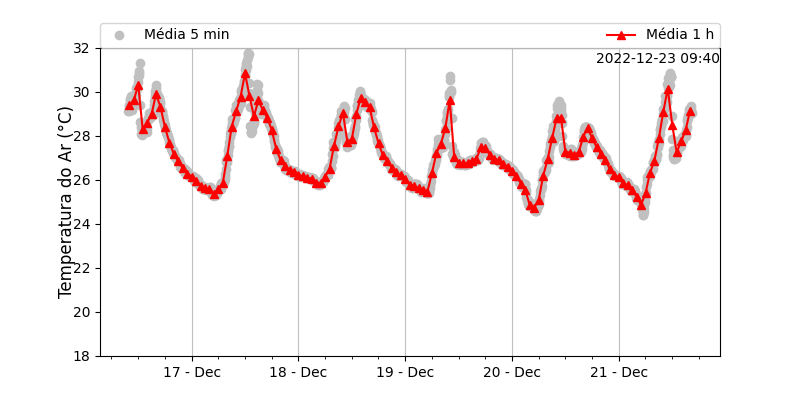 Média 5 min
Média 1 h
2022-12-23 09:40
Temperatura do Ar (°C)
32
30
28
26
24
22
20
18
17 - Dec
18 - Dec
19 - Dec
20 - Dec
21 - Dec